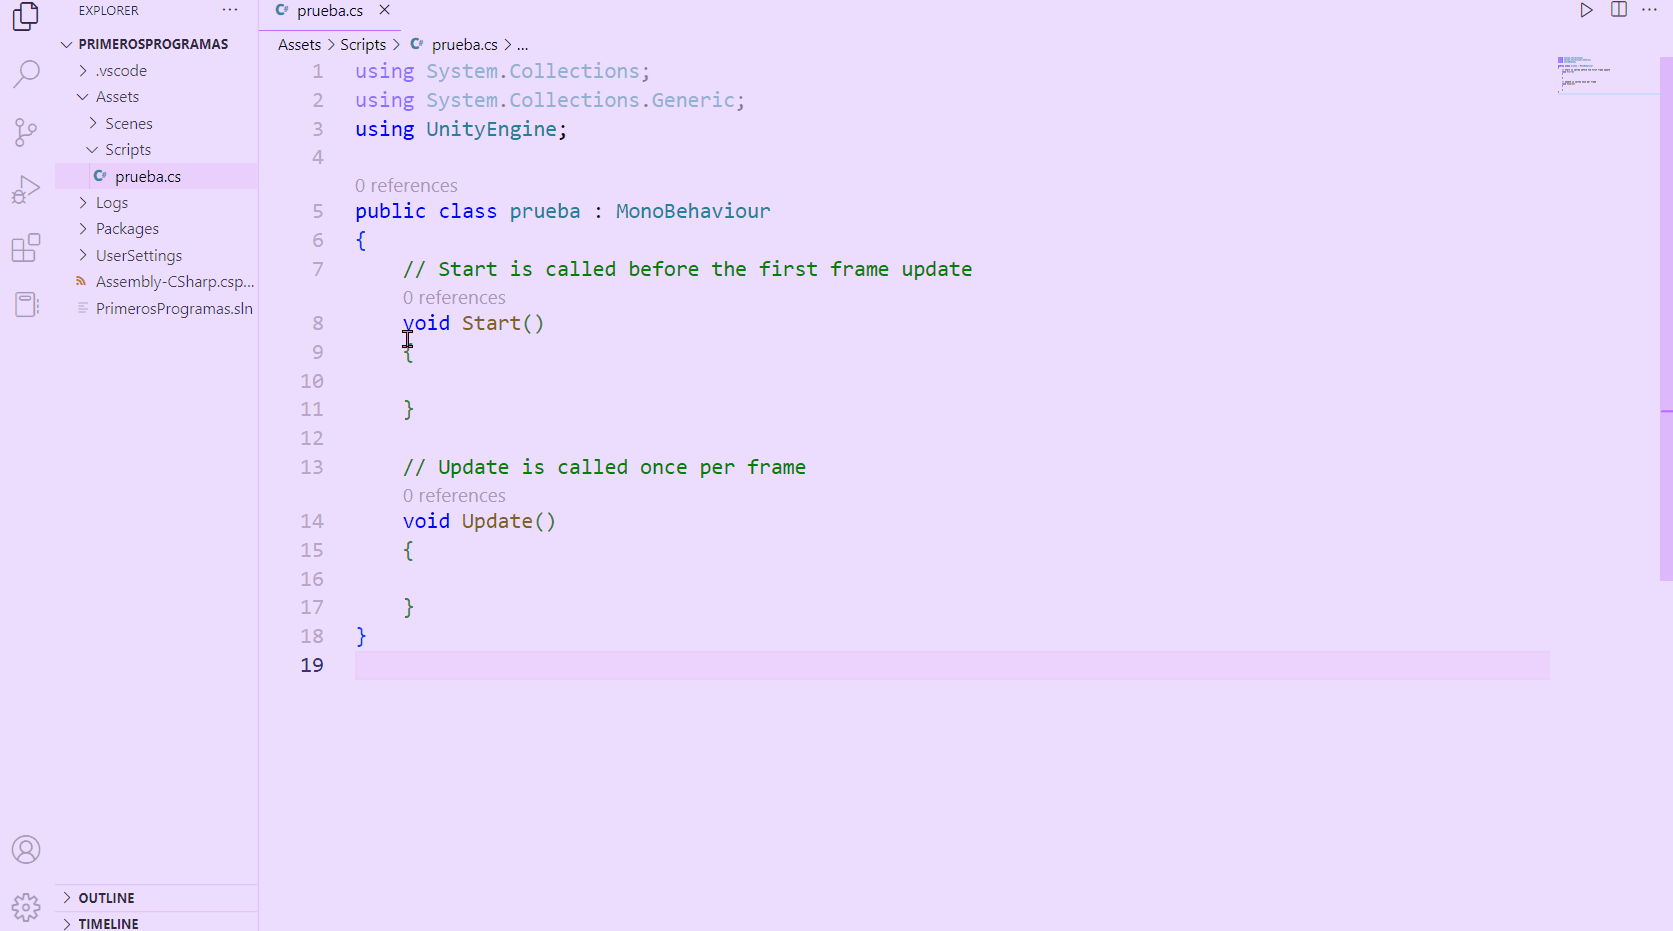 EXPLORER ...
PRIMEROSPROGRAMAS
.vscode
Assets
Scenes
Scripts
C# prueba.cs
Logs
Packages
UserSettings
Assembly-CSharp.csp...
PrimerosProgramas.sln
OUTLINE
TIMELINE
C# prueba.cs
Assets > Scripts > C# prueba.cs > ...
1 using System.Collections;
2 using System.Collections.Generic;
3 using UnityEngine;
4
0 references
5 public class prueba : MonoBehaviour
6 {
7 // Start is called before the first frame update
0 references
8 void Start()
9 {
10
11 }
12
13 // Update is called once per frame
0 references
14 void Update()
15 {
16
17 }
18 }
19